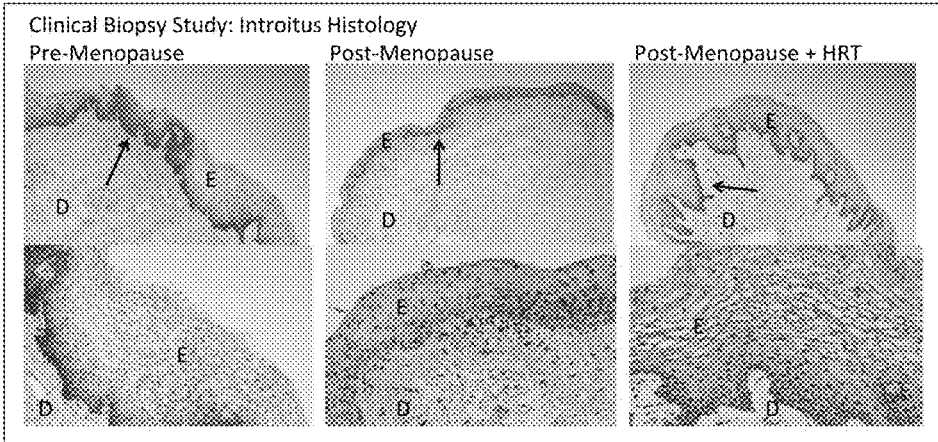 Clinical Biopsy Study: Introitus Histology
Pre-Menopause Post-Menopause Post-Menopause + HRT
E
D
E
E
D
E
D
E
E
D
E
D
D